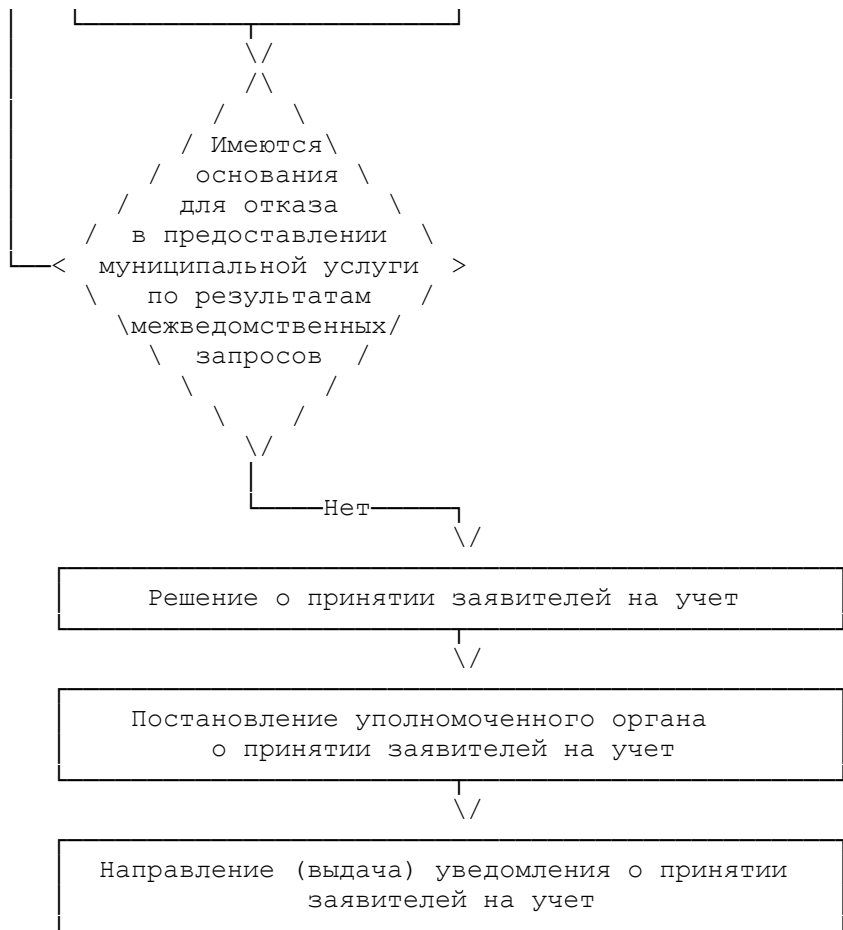 Имеются
основания
для отказа
в предоставлении
муниципальной услуги
по результатам
межведомственных
запросов
Нет
Решение о принятии заявителей на учет
Постановление уполномоченного органа
о принятии заявителей на учет
Направление (выдача) уведомления о принятии
заявителей на учет